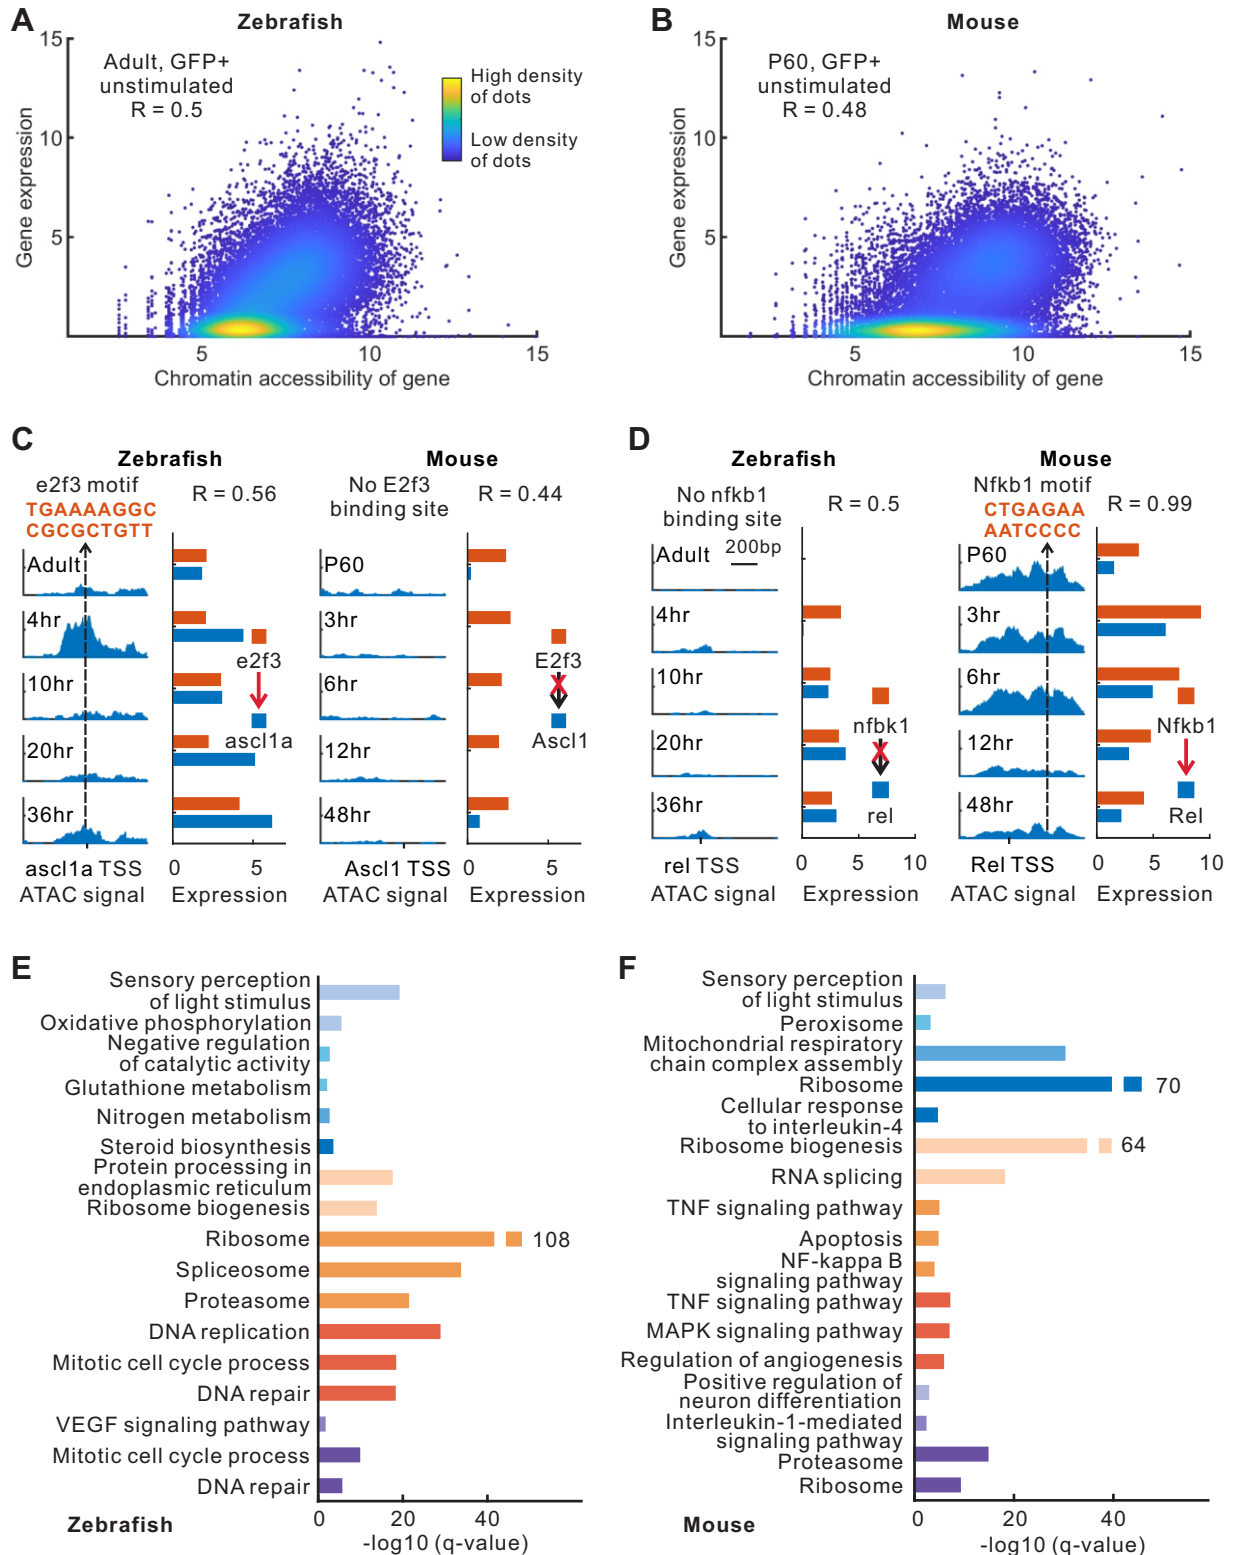 A
Zebrafish
15
10
5
Gene expression
Adult, GFP+
unstimulated
R = 0.5
High density
of dots
Low density
of dots
5
10
15
Chromatin accessibility of gene
B
Mouse
15
10
5
Gene expression
P60, GFP+
unstimulated
R = 0.48
5
10
15
Chromatin accessibility of gene
C
Zebrafish
e2f3 motif
TGAAAAGGC
CGCGCTGTT
R = 0.56
Adult
4hr
10hr
20hr
36hr
e2f3
ascl1a
ascl1a TSS
ATAC signal
0
5
Expression
Mouse
No E2f3
binding site
R = 0.44
P60
3hr
6hr
12hr
48hr
E2f3
Ascl1
Ascl1 TSS
ATAC signal
0
5
Expression
D
Zebrafish
No nfkb1
binding site
R = 0.5
Adult
200bp
4hr
10hr
20hr
36hr
nfbk1
rel
rel TSS
ATAC signal
0
5
10
Expression
Mouse
Nfkb1 motif
CTGAGAA
AATCCCC
R = 0.99
P60
3hr
6hr
12hr
48hr
Nfkb1
Rel
Rel TSS
ATAC signal
0
5
10
Expression
E
Sensory perception
of light stimulus
Oxidative phosphorylation
Negative regulation
of catalytic activity
Glutathione metabolism
Nitrogen metabolism
Steroid biosynthesis
Protein processing in
endoplasmic reticulum
Ribosome biogenesis
Ribosome
108
Spliceosome
Proteasome
DNA replication
Mitotic cell cycle process
DNA repair
VEGF signaling pathway
Mitotic cell cycle process
DNA repair
0
20
40
Zebrafish
-log10 (q-value)
F
Sensory perception
of light stimulus
Peroxisome
Mitochondrial respiratory
chain complex assembly
Ribosome
70
Cellular response
to interleukin-4
Ribosome biogenesis
64
RNA splicing
TNF signaling pathway
Apoptosis
NF-kappa B
signaling pathway
TNF signaling pathway
MAPK signaling pathway
Regulation of angiogenesis
Positive regulation of
neuron differentiation
Interleukin-1-mediated
signaling pathway
Proteasome
Ribosome
0
20
40
Mouse
-log10 (q-value)